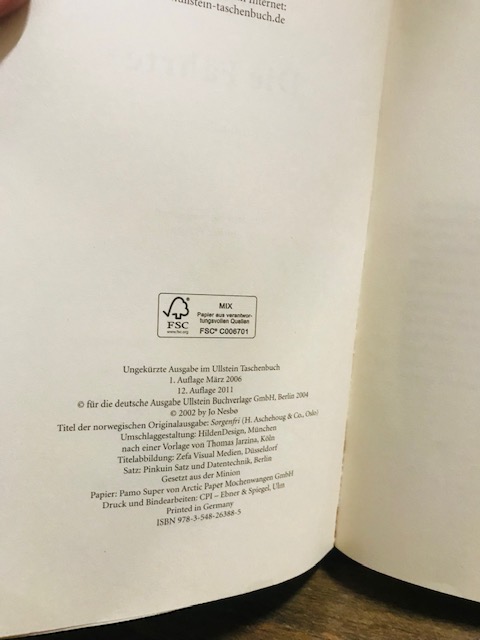 Internet:
ullstein-taschenbuch.de
FSC
www.fsc.org
MIX
Papier aus verantwor-
tungsvollen Quellen
FSC® C006701
Ungekürzte Ausgabe im Ullstein Taschenbuch
1. Auflage März 2006
12. Auflage 2011
© für die deutsche Ausgabe Ullstein Buchverlage GmbH, Berlin 2004
© 2002 by Jo Nesbø
Titel der norwegischen Originalausgabe: Sorgenfri (H. Aschehoug & Co., Oslo)
Umschlaggestaltung: HildenDesign, München
nach einer Vorlage von Thomas Jarzina, Köln
Titelabbildung: Zefa Visual Medien, Düsseldorf
Satz: Pinkuin Satz und Datentechnik, Berlin
Gesetzt aus der Minion
Papier: Pamo Super von Arctic Paper Mochenwangen GmbH
Druck und Bindearbeiten: CPI – Ebner & Spiegel, Ulm
Printed in Germany
ISBN 978-3-548-26388-5